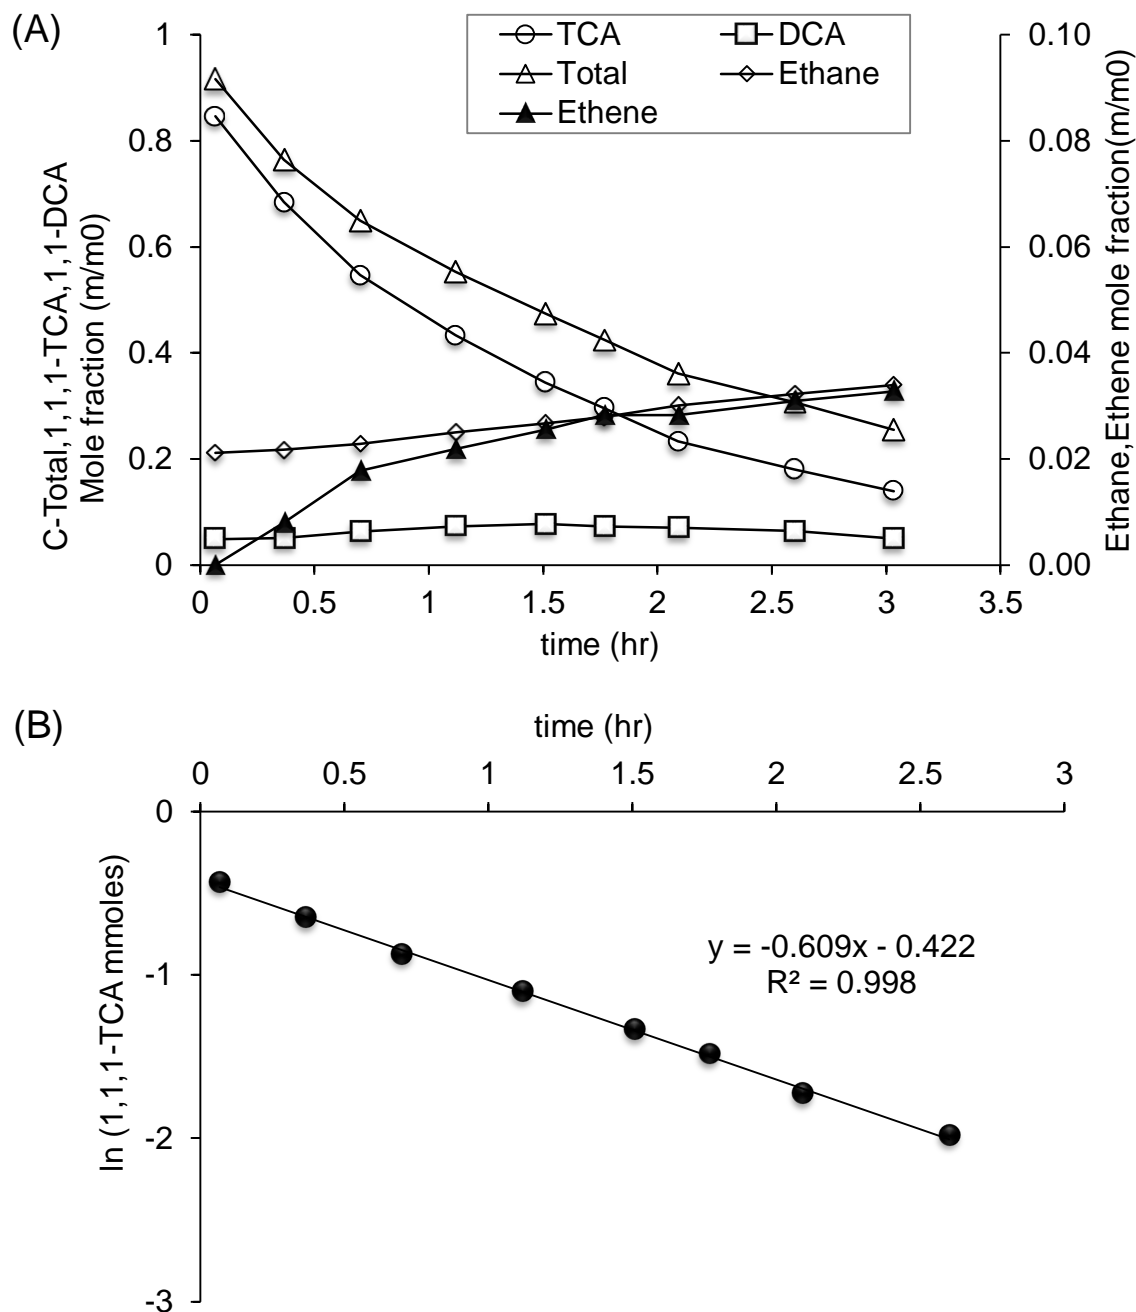 (A)
TCA
DCA
Total
Ethane
Ethene
C-Total,1,1,1-TCA,1,1-DCA
Mole fraction (m/m0)
1
0.8
0.6
0.4
0.2
0
0.10
0.08
0.06
0.04
0.02
0.00
Ethane,Ethene mole fraction(m/m0)
0 0.5 1 1.5 2 2.5 3 3.5
time (hr)
(B)
time (hr)
0 0.5 1 1.5 2 2.5 3
0
-1
-2
-3
ln (1,1,1-TCA mmoles)
y = -0.609x - 0.422
R² = 0.998